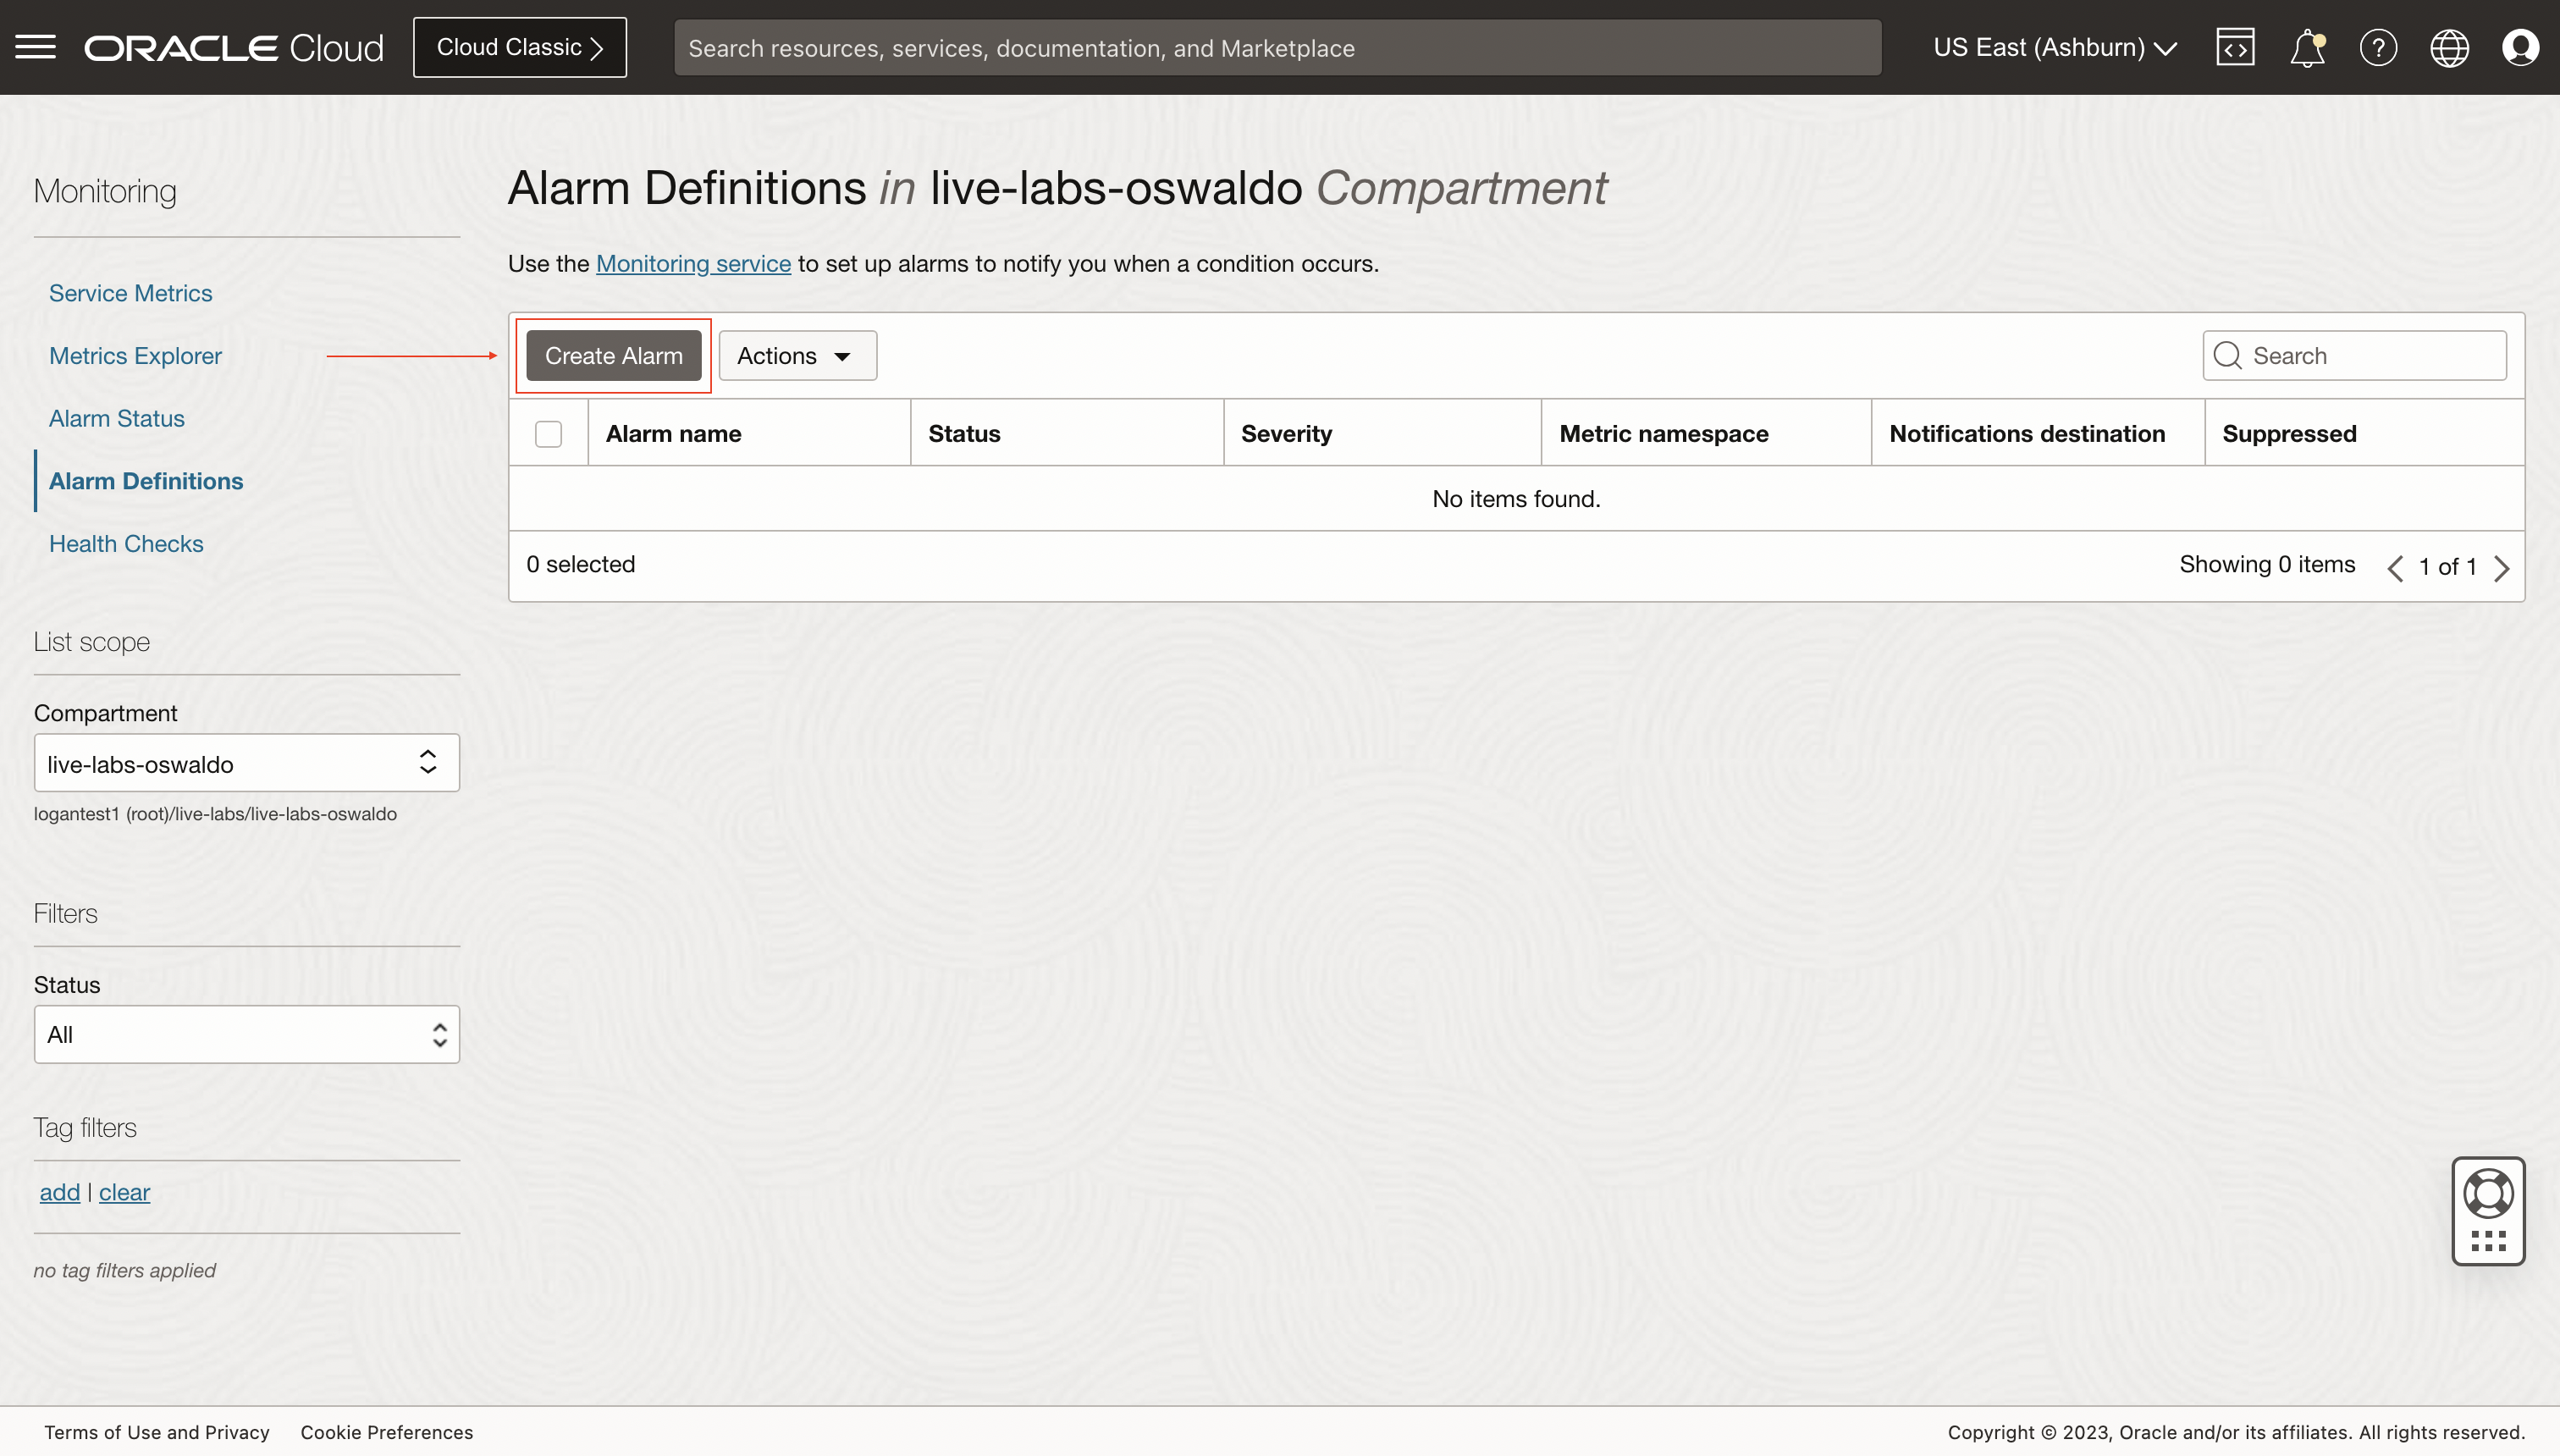 ORACLE Cloud
Cloud Classic
Search resources, services, documentation, and Marketplace
US East (Ashburn)
Monitoring
Service Metrics
Metrics Explorer
Alarm Status
Alarm Definitions
Health Checks
List scope
Compartment
live-labs-oswaldo
logantest1 (root)/live-labs/live-labs-oswaldo
Filters
Status
All
Tag filters
add | clear
no tag filters applied
Alarm Definitions in live-labs-oswaldo Compartment
Use the Monitoring service to set up alarms to notify you when a condition occurs.
Create Alarm Actions Search
Alarm name Status Severity Metric namespace Notifications destination Suppressed
No items found.
0 selected Showing 0 items 1 of 1
Terms of Use and Privacy Cookie Preferences Copyright © 2023, Oracle and/or its affiliates. All rights reserved.